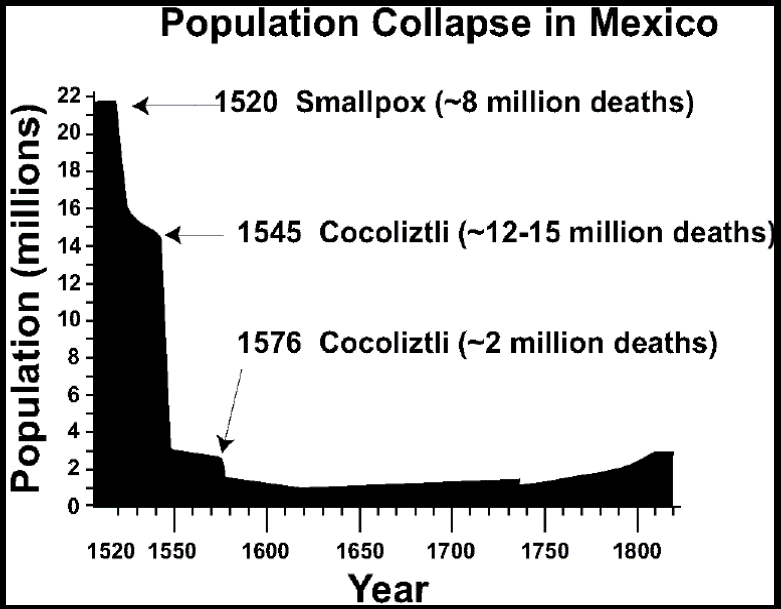 Population Collapse in Mexico
22
20
18
16
14
12
10
8
6
4
2
0
Population (millions)
1520 Smallpox (~8 million deaths)
1545 Cocoliztli (~12-15 million deaths)
1576 Cocoliztli (~2 million deaths)
1520 1550 1600 1650 1700 1750 1800
Year